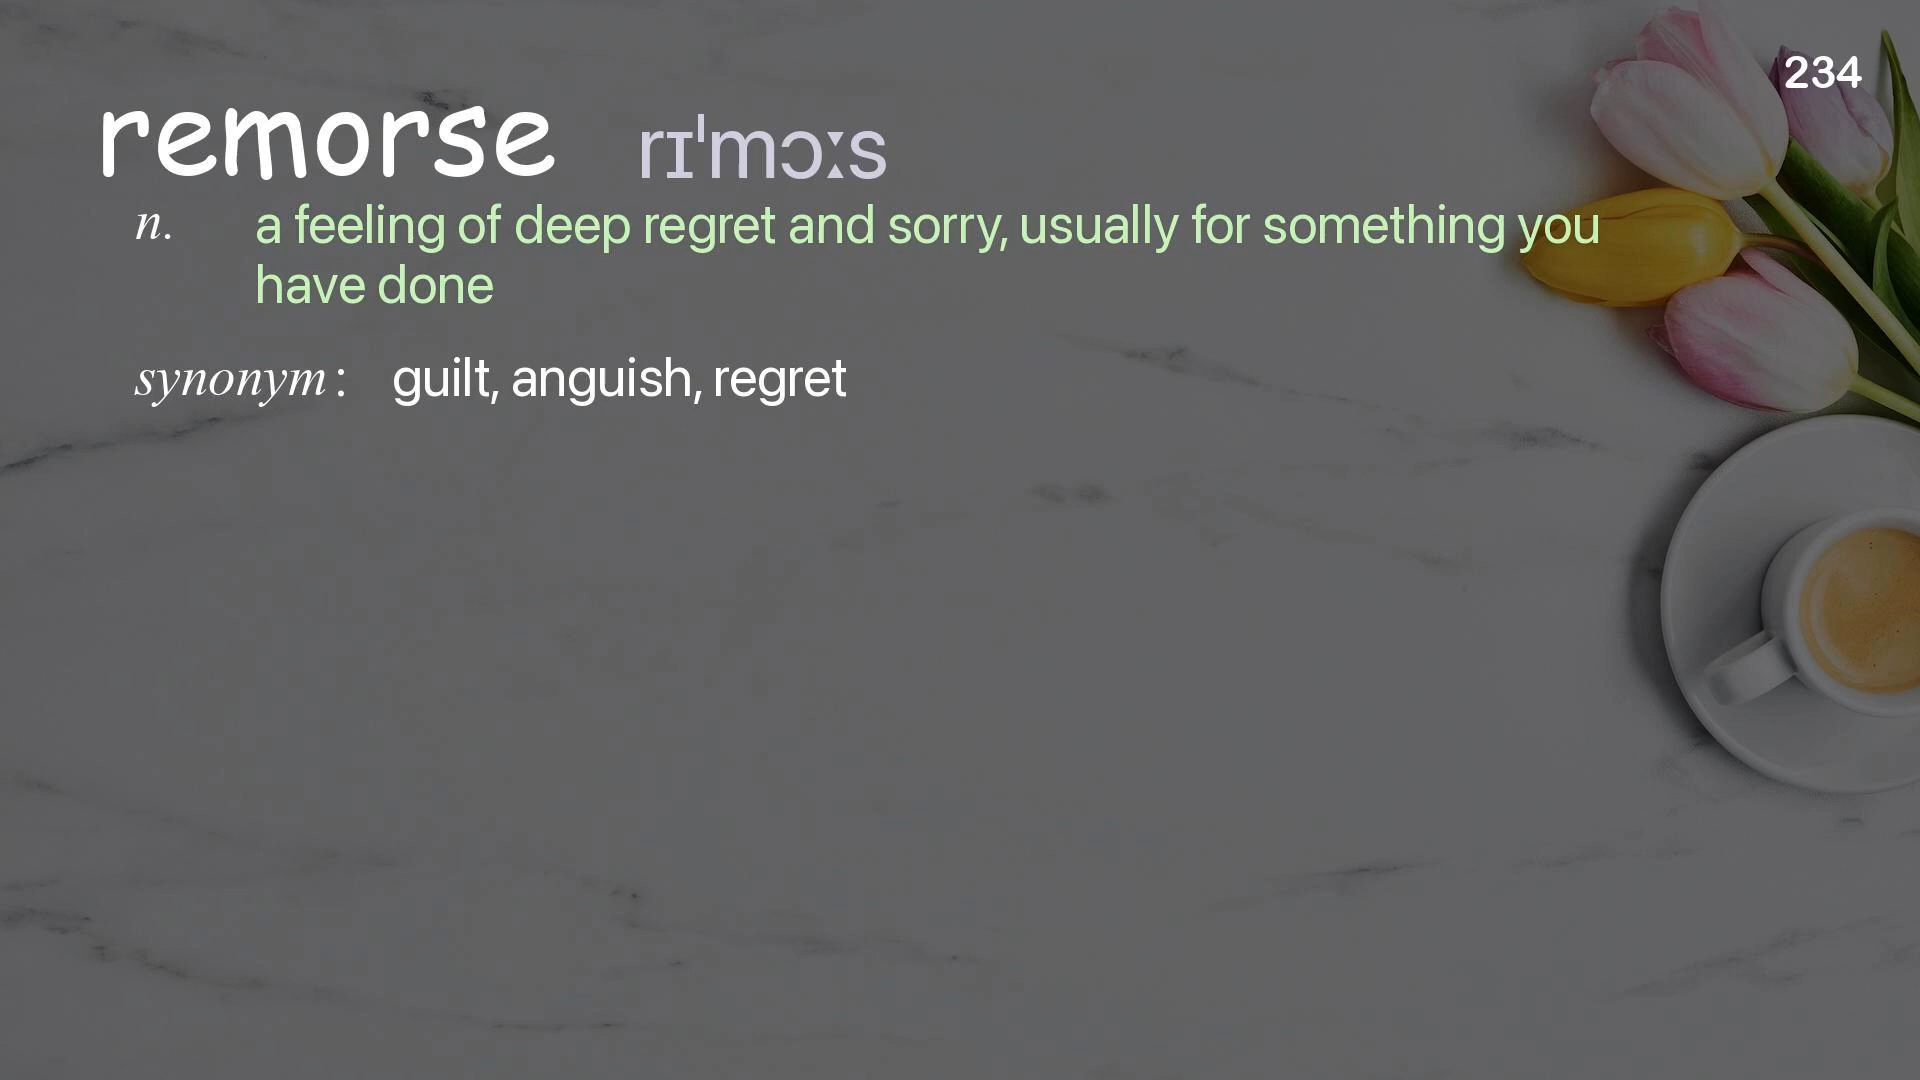 234
remorse rɪˈmɔːs
n. a feeling of deep regret and sorry, usually for something you
have done
synonym: guilt, anguish, regret